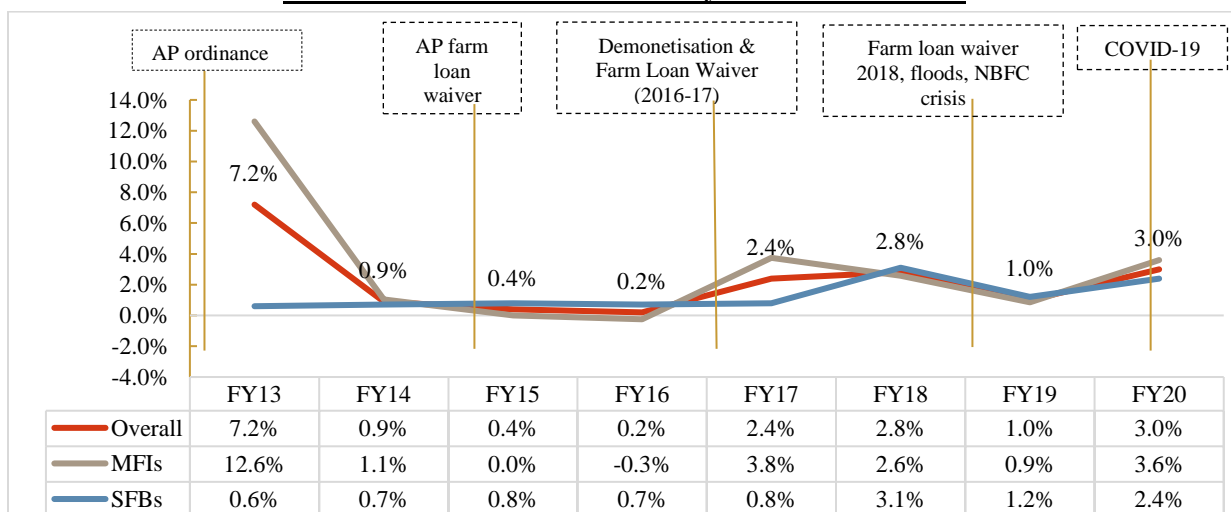 AP ordinance
AP farm
loan
waiver
Demonetisation &
Farm Loan Waiver
(2016-17)
Farm loan waiver
2018, floods, NBFC
crisis
COVID-19
14.0%
12.0%
10.0%
8.0%
6.0%
4.0%
2.0%
0.0%
-2.0%
-4.0%
7.2%
0.9%
0.4%
0.2%
2.4%
2.8%
1.0%
3.0%
FY13 FY14 FY15 FY16 FY17 FY18 FY19 FY20
Overall 7.2% 0.9% 0.4% 0.2% 2.4% 2.8% 1.0% 3.0%
MFIs 12.6% 1.1% 0.0% -0.3% 3.8% 2.6% 0.9% 3.6%
SFBs 0.6% 0.7% 0.8% 0.7% 0.8% 3.1% 1.2% 2.4%